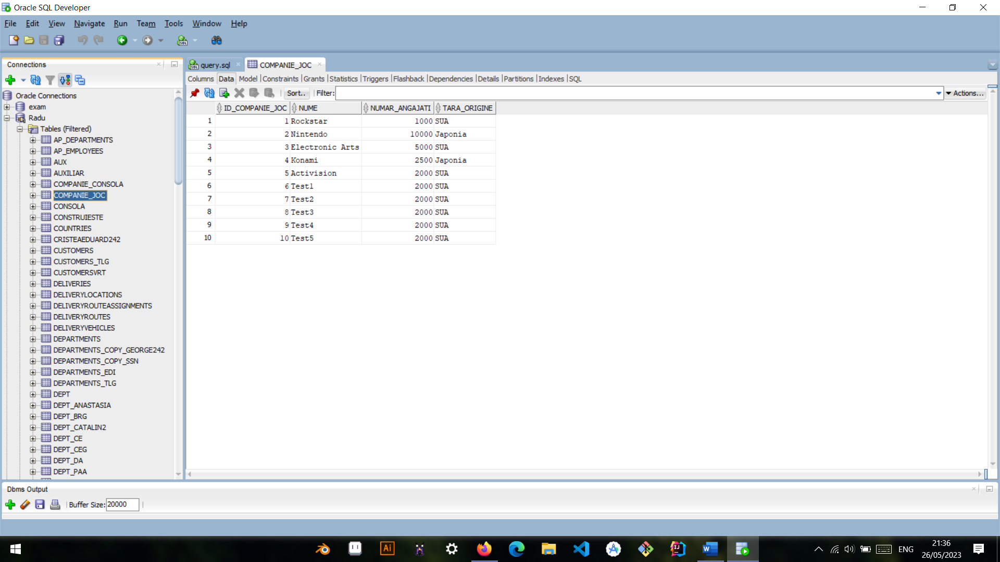 Oracle SQL Developer
File Edit View Navigate Run Team Tools Window Help
Connections
query.sql
COMPANIE_JOC
Columns Data Model Constraints Grants Statistics Triggers Flashback Dependencies Details Partitions Indexes SQL
Sort.. Filter: Actions...
Oracle Connections
exam
Radu
Tables (Filtered)
AP_DEPARTMENTS
AP_EMPLOYEES
AUX
AUXILIAR
COMPANIE_CONSOLA
COMPANIE_JOC
CONSOLA
CONSTRUIESTE
COUNTRIES
CRISTEAEDUARD242
CUSTOMERS
CUSTOMERS_TLG
CUSTOMERSVRT
DELIVERIES
DELIVERYLOCATIONS
DELIVERYROUTEASSIGNMENTS
DELIVERYROUTES
DELIVERYVEHICLES
DEPARTMENTS
DEPARTMENTS_COPY_GEORGE242
DEPARTMENTS_COPY_SSN
DEPARTMENTS_EDI
DEPARTMENTS_TLG
DEPT
DEPT_ANASTASIA
DEPT_BRG
DEPT_CATALIN2
DEPT_CE
DEPT_CEG
DEPT_DA
DEPT_PAA
ID_COMPANIE_JOC NUME NUMAR_ANGAJATI TARA_ORIGINE
1 1 Rockstar 1000 SUA
2 2 Nintendo 10000 Japonia
3 3 Electronic Arts 5000 SUA
4 4 Konami 2500 Japonia
5 5 Activision 2000 SUA
6 6 Test1 2000 SUA
7 7 Test2 2000 SUA
8 8 Test3 2000 SUA
9 9 Test4 2000 SUA
10 10 Test5 2000 SUA
Dbms Output
Buffer Size: 20000
Ai
IJ
W
ENG
21:36
26/05/2023